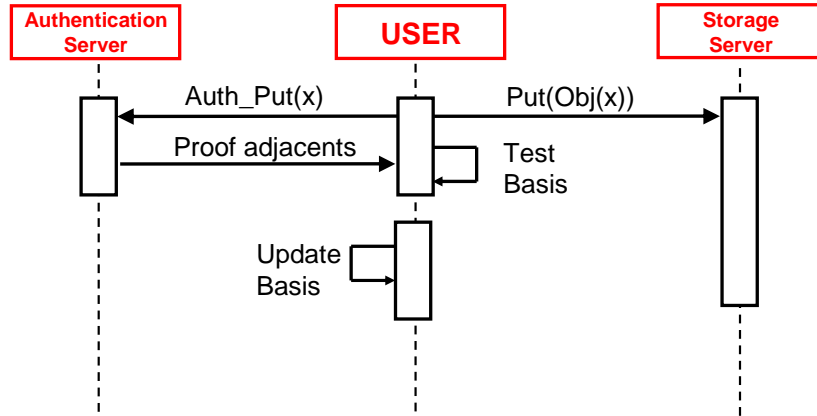 Authentication
Server
USER
Storage
Server
Auth_Put(x)
Put(Obj(x))
Proof adjacents
Test
Basis
Update
Basis